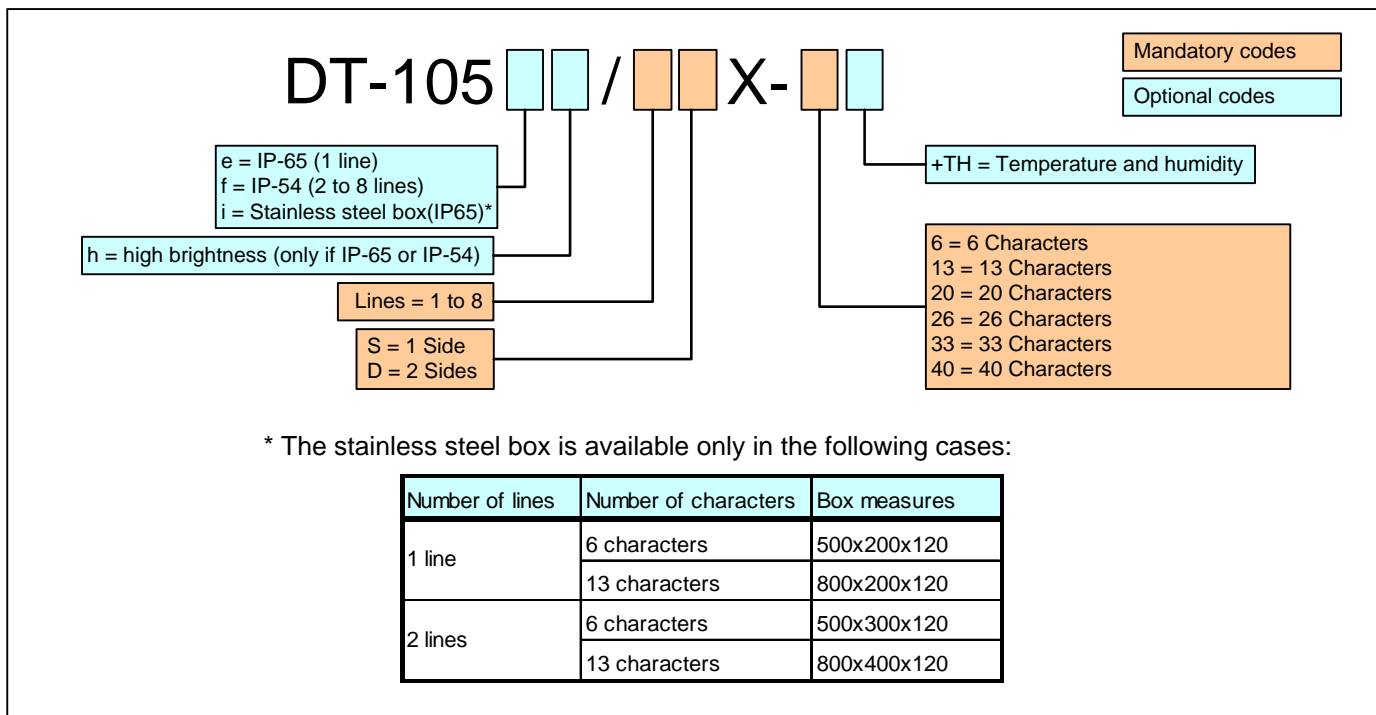 DT-105 / X-
Mandatory codes
Optional codes
e = IP-65 (1 line)
f = IP-54 (2 to 8 lines)
i = Stainless steel box(IP65)*
+TH = Temperature and humidity
h = high brightness (only if IP-65 or IP-54)
Lines = 1 to 8
S = 1 Side
D = 2 Sides
6 = 6 Characters
13 = 13 Characters
20 = 20 Characters
26 = 26 Characters
33 = 33 Characters
40 = 40 Characters
* The stainless steel box is available only in the following cases:
Number of lines Number of characters Box measures
1 line
6 characters 500x200x120
13 characters 800x200x120
2 lines
6 characters 500x300x120
13 characters 800x400x120